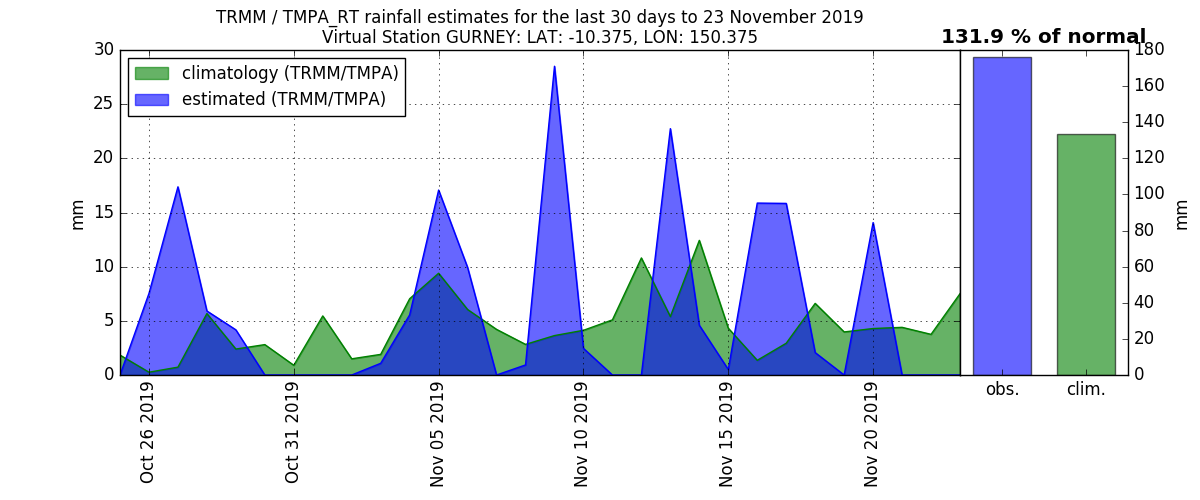 TRMM / TMPA_RT rainfall estimates for the last 30 days to 23 November 2019
Virtual Station GURNEY: LAT: -10.375, LON: 150.375
131.9 % of normal
climatology (TRMM/TMPA)
estimated (TRMM/TMPA)
30
25
20
15
10
5
0
mm
180
160
140
120
100
80
60
40
20
0
mm
Oct 26 2019
Oct 31 2019
Nov 05 2019
Nov 10 2019
Nov 15 2019
Nov 20 2019
obs.
clim.